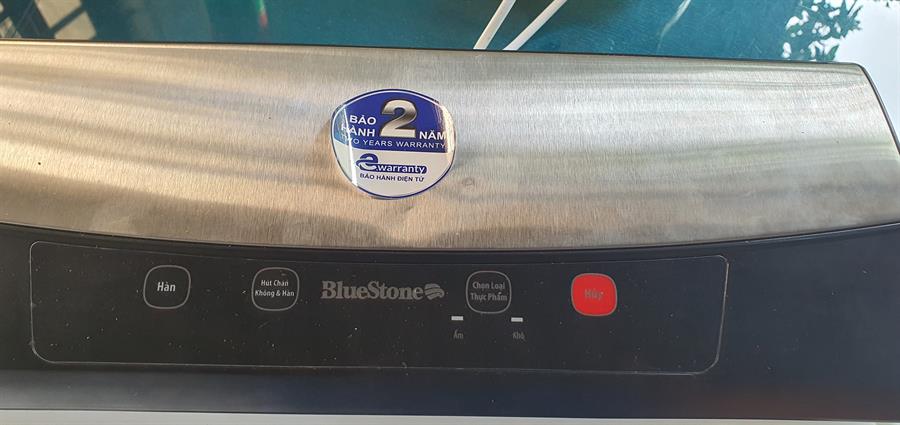 BẢO HÀNH 2 NĂM
TWO YEARS WARRANTY
ewarranty
BẢO HÀNH ĐIỆN TỬ
Hàn
Hút Chân
Không & Hàn
BlueStone
Chọn Loại
Thực Phẩm
Hủy
Ẩm
Khô